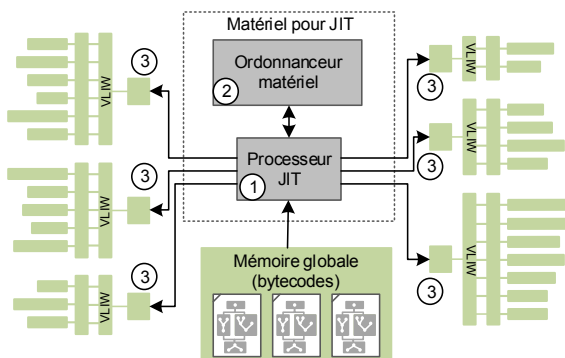 Matériel pour JIT
Ordonnanceur
matériel
2
Processeur
JIT
1
Mémoire globale
(bytecodes)
VLIW
3
VLIW
3
VLIW
3
VLIW
3
VLIW
3
VLIW
3